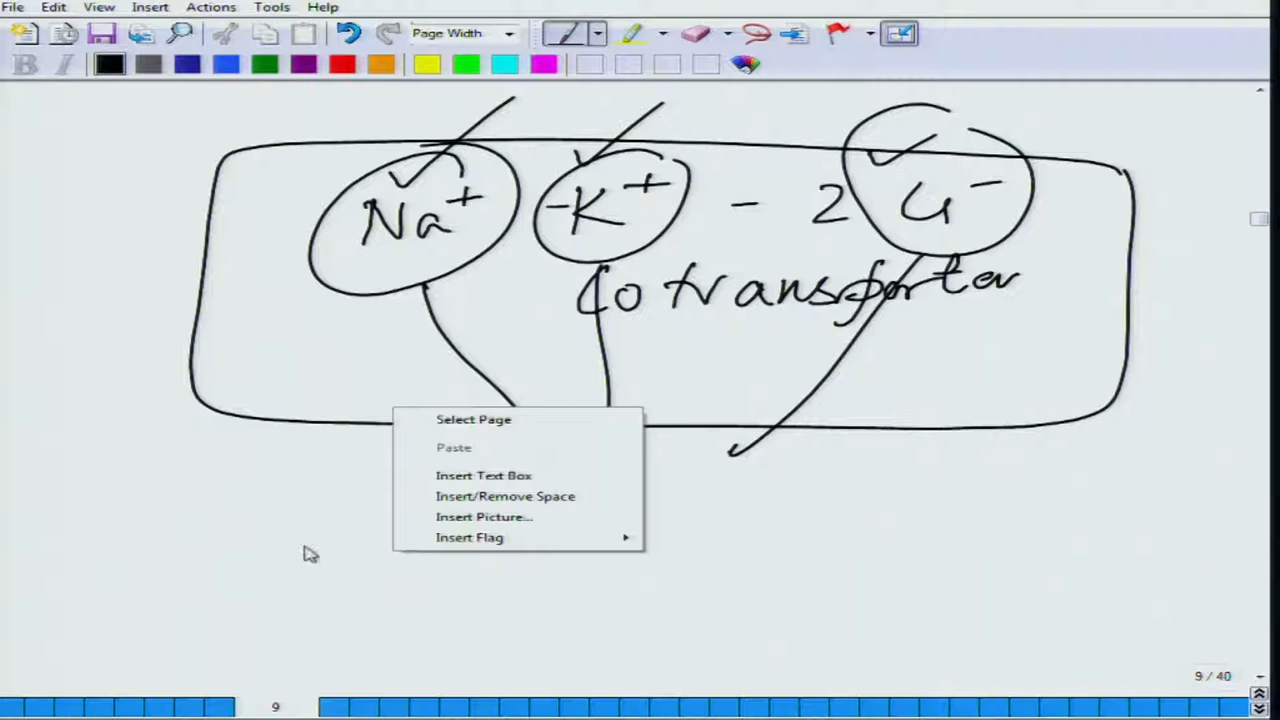 File Edit View Insert Actions Tools Help
Page Width
B I
Na+ -K+ - 2 Cl-
Cotransporter
Select Page
Paste
Insert Text Box
Insert/Remove Space
Insert Picture...
Insert Flag
9 / 40
9